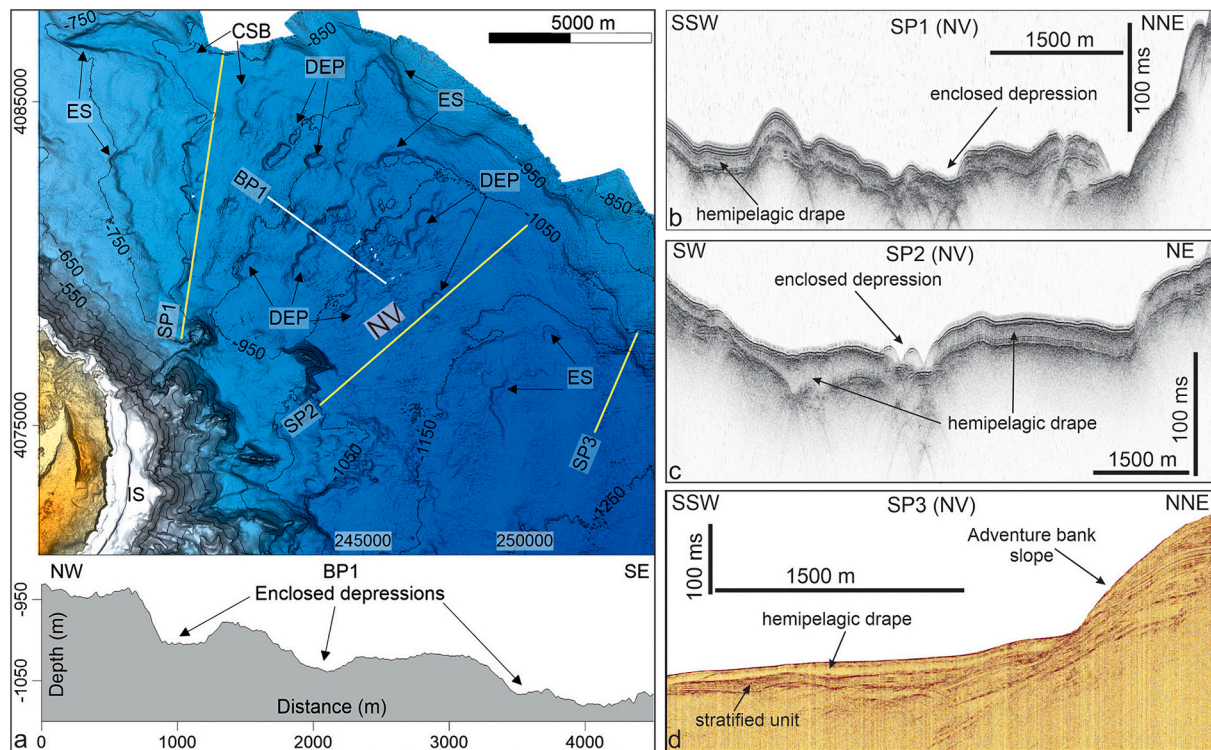 -750
CSB
-850
5000 m
DEP
ES
ES
4085000
DEP
-950
-850
BP1
-750
-1050
-650
-550
DEP
NV
SP1
-950
ES
SP2
4075000
-1150
SP3
-1050
IS
-1250
245000
250000
NW
BP1
SE
Enclosed depressions
-950
-1050
Depth (m)
Distance (m)
a
0
1000
2000
3000
4000
SSW
SP1 (NV)
NNE
1500 m
100 ms
enclosed depression
hemipelagic drape
b
SW
SP2 (NV)
NE
enclosed depression
hemipelagic drape
100 ms
1500 m
c
SSW
SP3 (NV)
NNE
100 ms
1500 m
Adventure bank
slope
hemipelagic drape
stratified unit
d